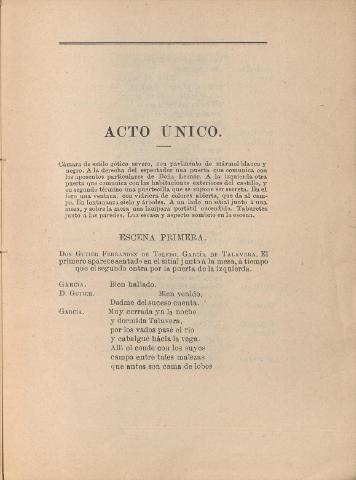 ACTO ÚNICO.
Cámara de estilo gótico severo, con pavimento de mármol blanco y
negro. A la derecha del espectador una puerta que comunica con
los aposentos particulares de Doña Leonor. A la izquierda otra
puerta que comunica con las habitaciones exteriores del castillo, y
en segundo término una puertecilla que se supone ser secreta. En el
foro una ventana, con vidriera de colores abierta, que da al cam-
po. En lontananza cielo y árboles. A un lado un sitial junto á una
mesa, y sobre la mesa una lámpara portátil encendida. Taburetes
junto á las paredes. Luz escasa y aspecto sombrío en la escena.
ESCENA PRIMERA.
DON GUTIER FERNANDEZ DE TOLEDO, GARCÍA DE TALAVERA. El
primero aparece sentado en el sitial junto á la mesa, á tiempo
que el segundo entra por la puerta de la izquierda.
GARCÍA. Bien hallado.
D. GUTIER. Bien venido.
Dadme del suceso cuenta.
GARCÍA. Muy cerrada ya la noche
y dormida Talavera,
por los vados pasé el rio
y cabalgué hácia la vega.
Allí el conde con los suyos
campa entre tales malezas
que antes son cama de lobos